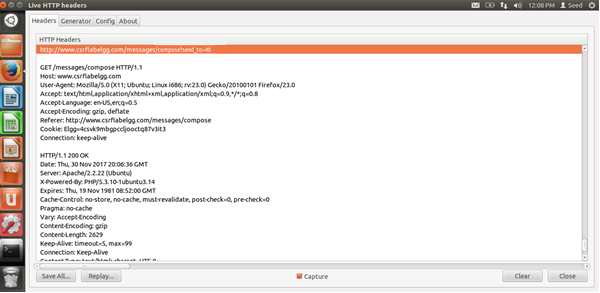 Live HTTP headers
12:08 PM
Seed
Headers
Generator
Config
About
HTTP Headers
http://www.csrflabelgg.com/messages/compose?send_to=40
GET /messages/compose HTTP/1.1
Host: www.csrflabelgg.com
User-Agent: Mozilla/5.0 (X11; Ubuntu; Linux i686; rv:23.0) Gecko/20100101 Firefox/23.0
Accept: text/html,application/xhtml+xml,application/xml;q=0.9,*/*;q=0.8
Accept-Language: en-US,en;q=0.5
Accept-Encoding: gzip, deflate
Referer: http://www.csrflabelgg.com/messages/compose
Cookie: Elgg=4csvk9mbgpccljooctq87v3it3
Connection: keep-alive
HTTP/1.1 200 OK
Date: Thu, 30 Nov 2017 20:06:36 GMT
Server: Apache/2.2.22 (Ubuntu)
X-Powered-By: PHP/5.3.10-1ubuntu3.14
Expires: Thu, 19 Nov 1981 08:52:00 GMT
Cache-Control: no-store, no-cache, must-revalidate, post-check=0, pre-check=0
Pragma: no-cache
Vary: Accept-Encoding
Content-Encoding: gzip
Content-Length: 2629
Keep-Alive: timeout=5, max=99
Connection: Keep-Alive
Save All...
Replay...
Capture
Clear
Close